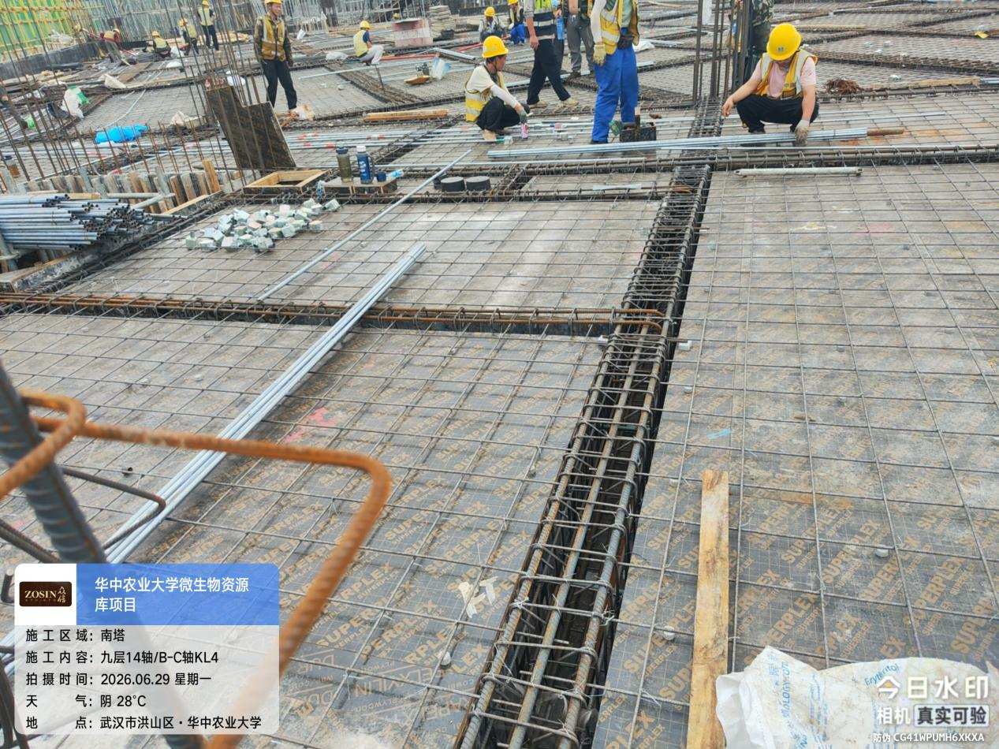 SUPERPLEX
ZOSIN 众信
华中农业大学微生物资源
库项目
施工区域：南塔
施工内容：九层14轴/B-C轴KL4
拍摄时间：2026.06.29 星期一
天气：阴 28°C
地点：武汉市洪山区·华中农业大学
Erythritol
今日水印
相机 真实可验
防伪 CG41WPUMH6XKXA